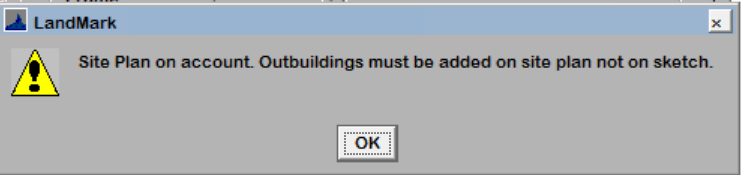 LandMark
Site Plan on account. Outbuildings must be added on site plan not on sketch.
OK